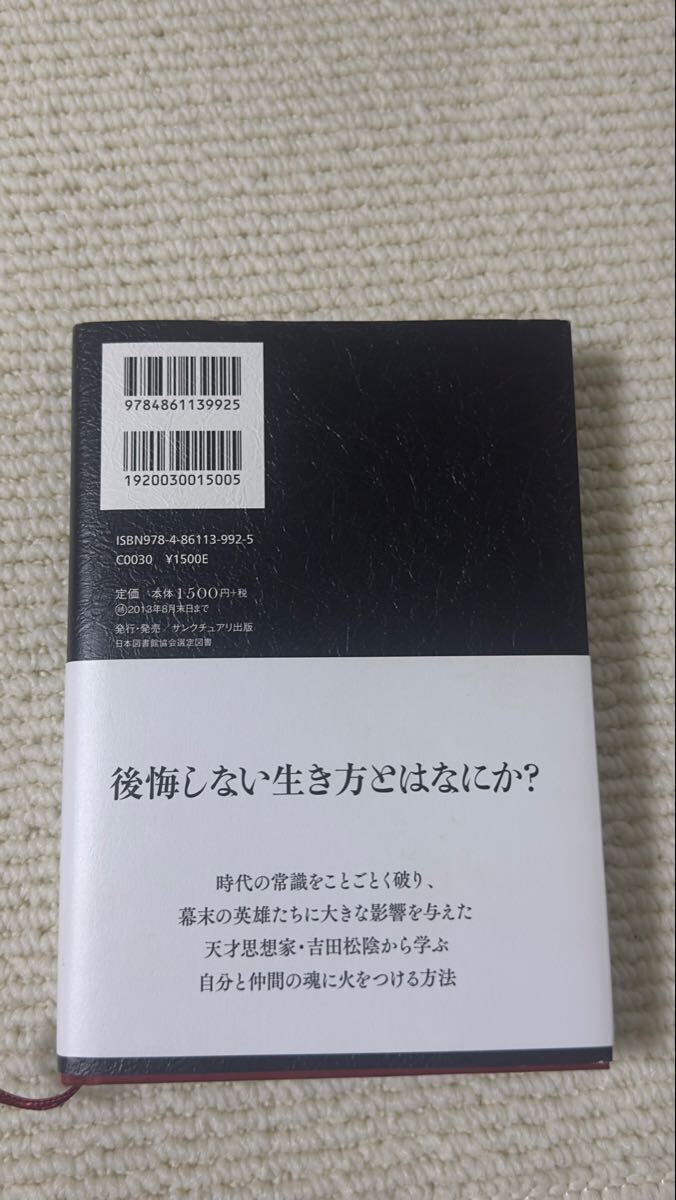 9784861139925
1920030015005
ISBN978-4-86113-992-5
C0030 ¥1500E
定価 本体1500円+税
㊕2013年8月末日まで
発行・発売/サンクチュアリ出版
日本図書館協会選定図書
後悔しない生き方とはなにか?
時代の常識をことごとく破り、
幕末の英雄たちに大きな影響を与えた
天才思想家・吉田松陰から学ぶ
自分と仲間の魂に火をつける方法